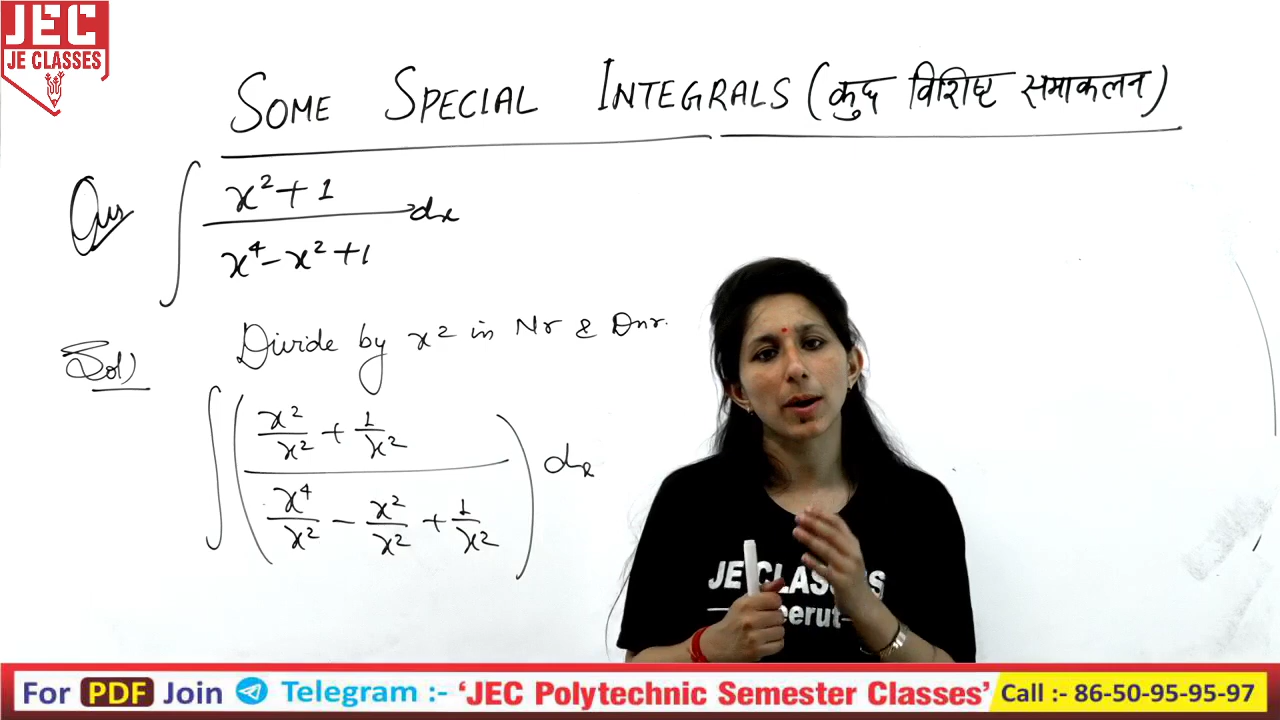 JEC
JE CLASSES
SOME SPECIAL INTEGRALS (कुछ विशिष्ट समाकलन)
Ques ∫ (x²+1)/(x⁴-x²+1) dx
Sol) Divide by x² in Nr & Dnr.
∫ ((x²/x² + 1/x²)/(x⁴/x² - x²/x² + 1/x²)) dx
JE CLASSES
For PDF Join Telegram :- 'JEC Polytechnic Semester Classes' Call :- 86-50-95-95-97